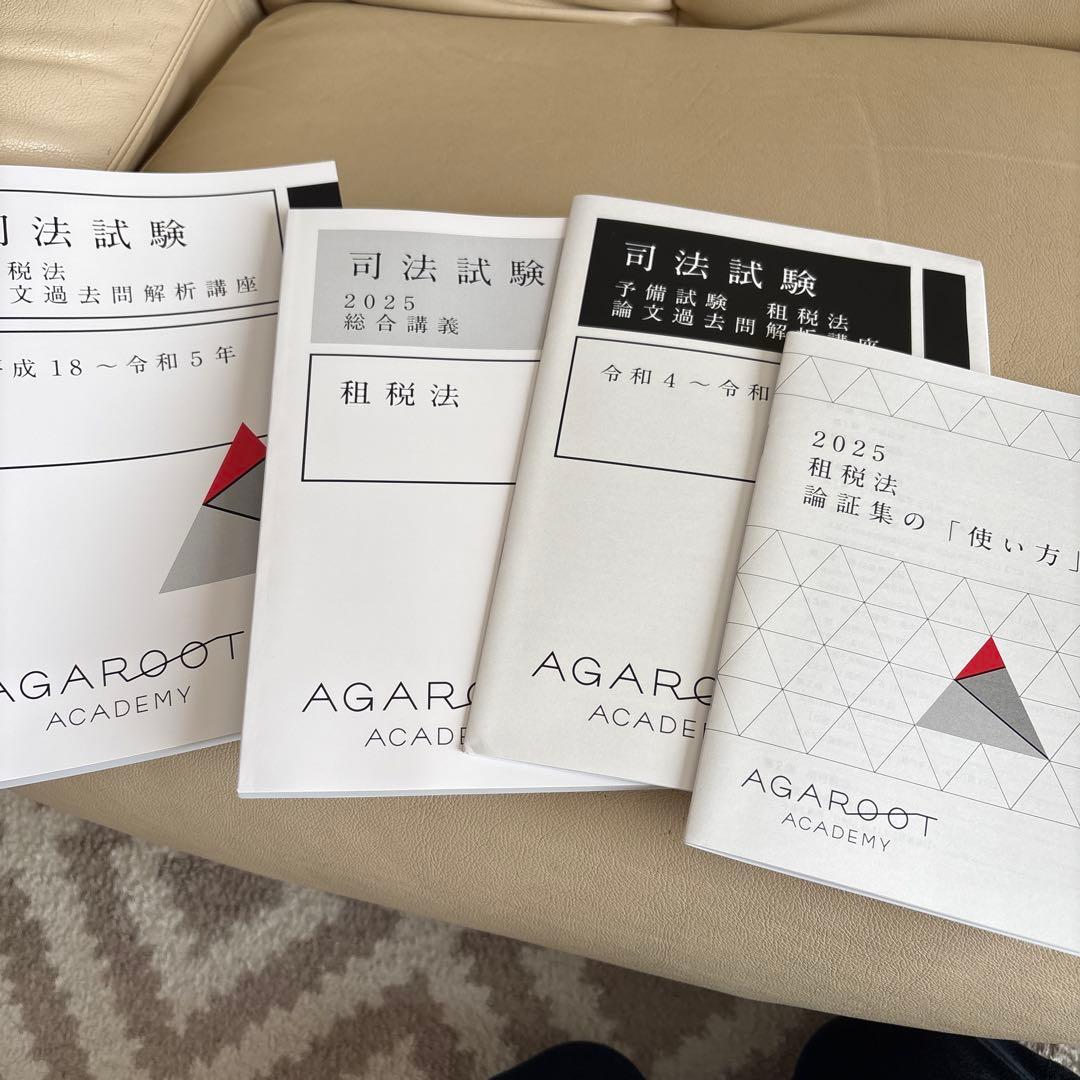 司法試験
税法
文過去問解析講座
成18～令和5年
AGAROOT
ACADEMY
司法試験
2025
総合講義
租税法
AGAR
ACADE
司法試験
予備試験 租税法
論文過去問解析講座
令和4～令和
AGARO
ACADE
2025
租税法
論証集の「使い方」
AGAROOT
ACADEMY